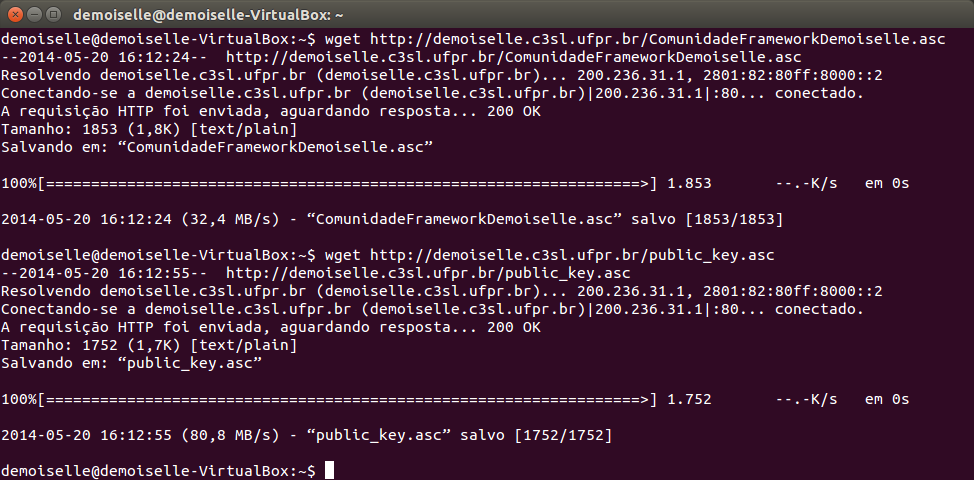 demoiselle@demoiselle-VirtualBox: ~
demoiselle@demoiselle-VirtualBox:~$ wget http://demoiselle.c3sl.ufpr.br/ComunidadeFrameworkDemoiselle.asc
--2014-05-20 16:12:24--  http://demoiselle.c3sl.ufpr.br/ComunidadeFrameworkDemoiselle.asc
Resolvendo demoiselle.c3sl.ufpr.br (demoiselle.c3sl.ufpr.br)... 200.236.31.1, 2801:82:80ff:8000::2
Conectando-se a demoiselle.c3sl.ufpr.br (demoiselle.c3sl.ufpr.br)|200.236.31.1|:80... conectado.
A requisição HTTP foi enviada, aguardando resposta... 200 OK
Tamanho: 1853 (1,8K) [text/plain]
Salvando em: “ComunidadeFrameworkDemoiselle.asc”
100%[=====================================================================>] 1.853       --.-K/s   em 0s
2014-05-20 16:12:24 (32,4 MB/s) - “ComunidadeFrameworkDemoiselle.asc” salvo [1853/1853]
demoiselle@demoiselle-VirtualBox:~$ wget http://demoiselle.c3sl.ufpr.br/public_key.asc
--2014-05-20 16:12:55--  http://demoiselle.c3sl.ufpr.br/public_key.asc
Resolvendo demoiselle.c3sl.ufpr.br (demoiselle.c3sl.ufpr.br)... 200.236.31.1, 2801:82:80ff:8000::2
Conectando-se a demoiselle.c3sl.ufpr.br (demoiselle.c3sl.ufpr.br)|200.236.31.1|:80... conectado.
A requisição HTTP foi enviada, aguardando resposta... 200 OK
Tamanho: 1752 (1,7K) [text/plain]
Salvando em: “public_key.asc”
100%[=====================================================================>] 1.752       --.-K/s   em 0s
2014-05-20 16:12:55 (80,8 MB/s) - “public_key.asc” salvo [1752/1752]
demoiselle@demoiselle-VirtualBox:~$